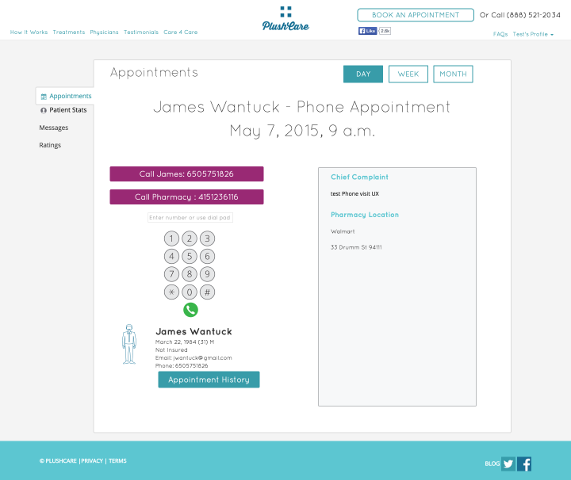 PlushCare
BOOK AN APPOINTMENT
Or Call (888) 521-2034
How It Works Treatments Physicians Testimonials Care 4 Care
Like
FAQs Teel's Profile
Appointments
Patient Stats
Messages
Ratings
Appointments
DAY
WEEK
MONTH
James Wantuck - Phone Appointment
May 7, 2015, 9 a.m.
Call James: 6505751826
Call Pharmacy : 4151236116
Enter number or use dial pad
1 2 3
4 5 6
7 8 9
* 0 #
James Wantuck
March 22, 1984 (31) M
Not Insured
Email: jwantuck@gmail.com
Phone: 6505751826
Appointment History
Chief Complaint
test Phone visit UX
Pharmacy Location
Walmart
33 Drumm St 94111
© PLUSHCARE |PRIVACY | TERMS
BLOG